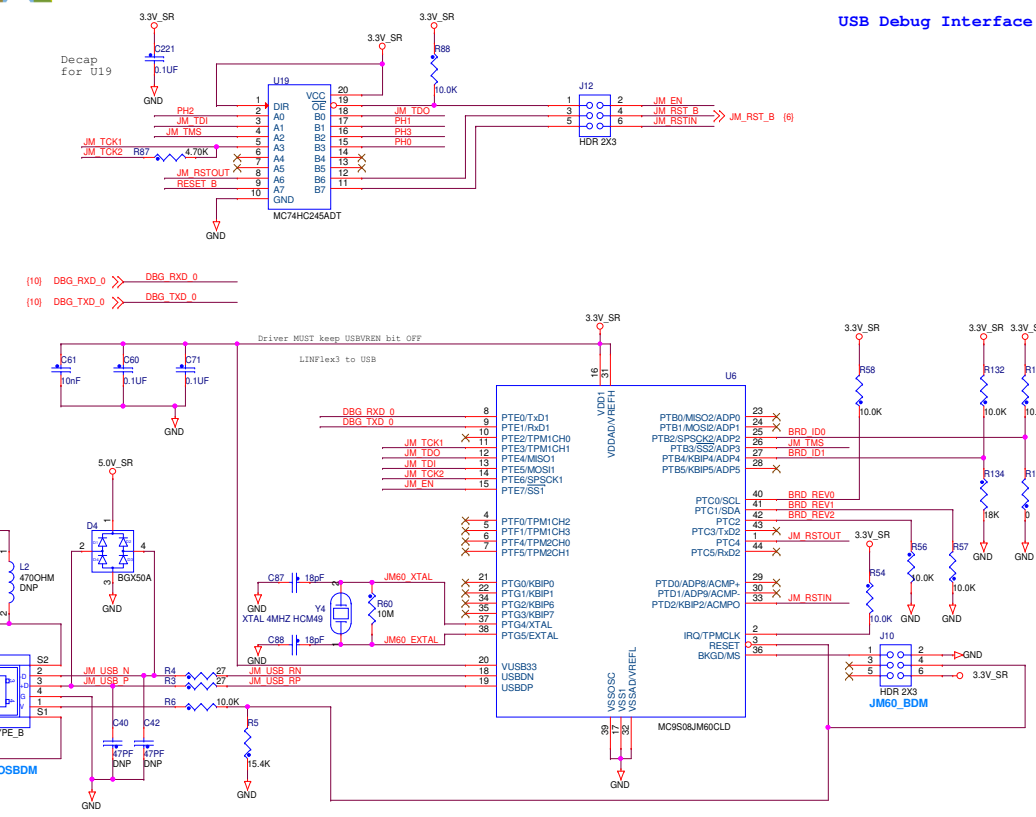 USB Debug Interface
3.3V_SR
3.3V_SR
3.3V_SR
C221
0.1UF
Decap
for U19
GND
R88
10.0K
U19
J12
1 DIR
2 A0
3 A1
4 A2
5 A3
6 A4
7 A5
8 A6
9 A7
10 GND
VCC 20
OE 19
B0 18
B1 17
B2 16
B3 15
B4 14
B5 13
B6 12
B7 11
PH2
JM_TDI
JM_TMS
JM_TCK1
JM_TCK2 R87 4.70K
JM_RSTOUT
RESET_B
JM_TDO
PH1
PH3
PH0
MC74HC245ADT
GND
1 2 JM_EN
3 4 JM_RST_B
5 6 JM_RSTIN
JM_RST_B {6}
HDR 2X3
{10} DBG_RXD_0 DBG_RXD_0
{10} DBG_TXD_0 DBG_TXD_0
Driver MUST keep USBVREN bit OFF
LINFlex3 to USB
C61
10nF
C60
0.1UF
C71
0.1UF
GND
3.3V_SR
16
31
VDD1
VDDAD/VREFH
U6
DBG_RXD_0 8 PTE0/TxD1
DBG_TXD_0 9 PTE1/RxD1
10 PTE2/TPM1CH0
JM_TCK1 11 PTE3/TPM1CH1
JM_TDO 12 PTE4/MISO1
JM_TDI 13 PTE5/MOSI1
JM_TCK2 14 PTE6/SPSCK1
JM_EN 15 PTE7/SS1
4 PTF0/TPM1CH2
5 PTF1/TPM1CH3
6 PTF4/TPM2CH0
7 PTF5/TPM2CH1
21 PTG0/KBIP0
22 PTG1/KBIP1
34 PTG2/KBIP6
35 PTG3/KBIP7
37 PTG4/XTAL
38 PTG5/EXTAL
20 VUSB33
18 USBDN
19 USBDP
PTB0/MISO2/ADP0 23
PTB1/MOSI2/ADP1 24
PTB2/SPSCK2/ADP2 25 BRD_ID0
PTB3/SS2/ADP3 26 JM_TMS
PTB4/KBIP4/ADP4 27 BRD_ID1
PTB5/KBIP5/ADP5 28
PTC0/SCL 40 BRD_REV0
PTC1/SDA 41 BRD_REV1
PTC2 42 BRD_REV2
PTC3/TxD2 43
PTC4 1 JM_RSTOUT
PTC5/RxD2 44
PTD0/ADP8/ACMP+ 29
PTD1/ADP9/ACMP- 30
PTD2/KBIP2/ACMPO 33 JM_RSTIN
IRQ/TPMCLK 2
RESET 3
BKGD/MS 36
VSSOSC
VSS1
VSSAD/VREFL
39
17
32
MC9S08JM60CLD
GND
3.3V_SR
R58
10.0K
3.3V_SR
R132
10.0K
R134
18K
GND
GND
0
3.3V_SR
R54
10.0K
R56
10.0K
GND
R57
10.0K
GND
J10
1 2 GND
3 4
5 6 3.3V_SR
HDR 2X3
JM60_BDM
5.0V_SR
D4
1
2
4
3
BGX50A
GND
L2
470OHM
DNP
1
2
C87 18pF JM60_XTAL
GND
Y4
XTAL 4MHZ HCM49
2
R60
10M
C88 18pF JM60_EXTAL
GND
S2
2
3
4
1
S1
-D
+D
G
V
JM_USB_N R4 27 JM_USB_RN
JM_USB_P R3 27 JM_USB_RP
R6 10.0K
R5
15.4K
GND
C40
47PF
DNP
C42
47PF
DNP
GND